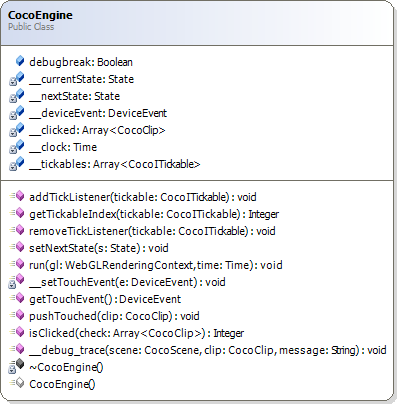 CocoEngine
Public Class
debugbreak: Boolean
__currentState: State
__nextState: State
__deviceEvent: DeviceEvent
__clicked: Array<CocoClip>
__clock: Time
__tickables: Array<CocoITickable>
addTickListener(tickable: CocoITickable) : void
getTickableIndex(tickable: CocoITickable) : Integer
removeTickListener(tickable: CocoITickable) : void
setNextState(s: State) : void
run(gl: WebGLRenderingContext,time: Time) : void
__setTouchEvent(e: DeviceEvent) : void
getTouchEvent() : DeviceEvent
pushTouched(clip: CocoClip) : void
isClicked(check: Array<CocoClip>) : Integer
__debug_trace(scene: CocoScene, clip: CocoClip, message: String) : void
~CocoEngine()
CocoEngine()